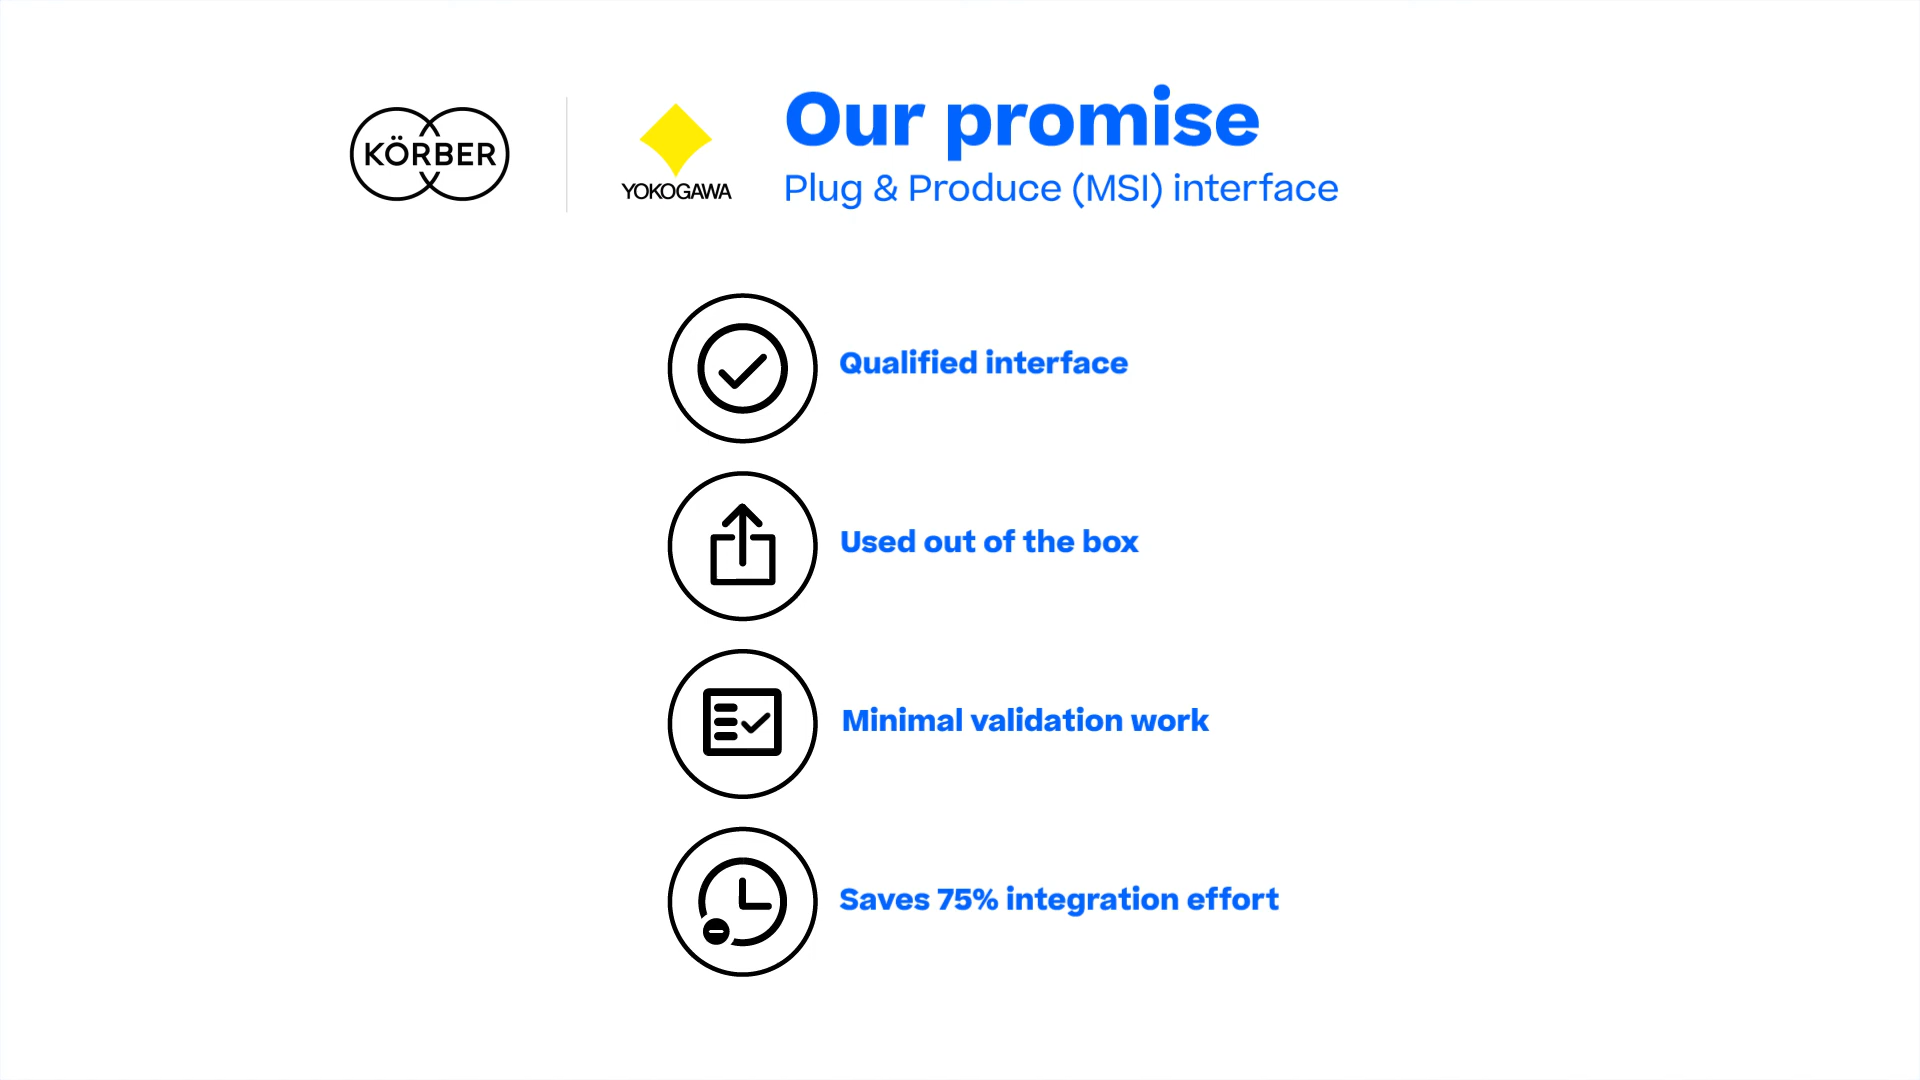 KÖRBER
YOKOGAWA
Our promise
Plug & Produce (MSI) interface
Qualified interface
Used out of the box
Minimal validation work
Saves 75% integration effort